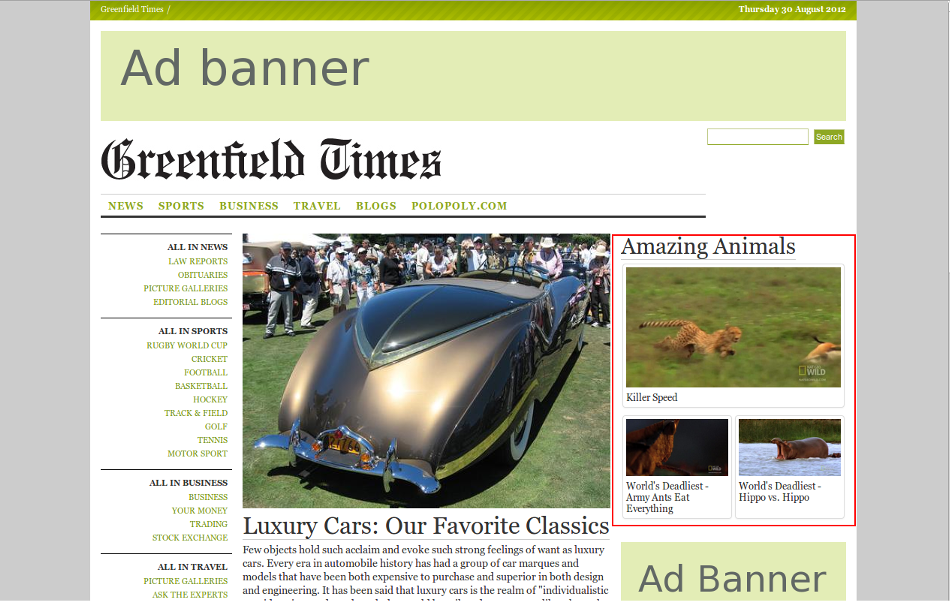 Greenfield Times /
Thursday 30 August 2012
Ad banner
Search
Greenfield Times
NEWS SPORTS BUSINESS TRAVEL BLOGS POLOPOLY.COM
ALL IN NEWS
LAW REPORTS
OBITUARIES
PICTURE GALLERIES
EDITORIAL BLOGS
ALL IN SPORTS
RUGBY WORLD CUP
CRICKET
FOOTBALL
BASKETBALL
HOCKEY
TRACK & FIELD
GOLF
TENNIS
MOTOR SPORT
ALL IN BUSINESS
BUSINESS
YOUR MONEY
TRADING
STOCK EXCHANGE
ALL IN TRAVEL
PICTURE GALLERIES
ASK THE EXPERTS
Luxury Cars: Our Favorite Classics
Few objects hold such acclaim and evoke such strong feelings of want as luxury
cars. Every era in automobile history has had a group of car marques and
models that have been both expensive to purchase and superior in both design
and engineering. It has been said that luxury cars is the realm of "individualistic
Amazing Animals
WILD
Killer Speed
World's Deadliest -
Army Ants Eat
Everything
World's Deadliest -
Hippo vs. Hippo
Ad Banner